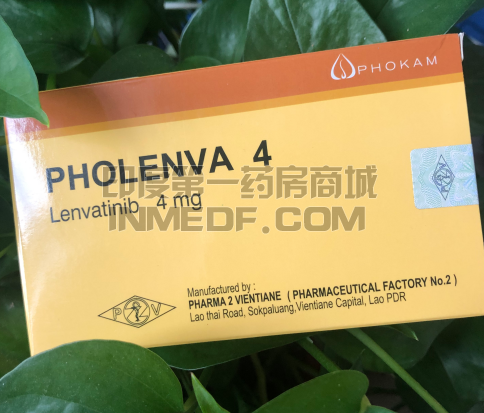 PHOKAM
PHOLENVA 4
Lenvatinib 4 mg
印度第一药房商城
INMEDF.COM
Manufactured by :
PHARMA 2 VIENTIANE ( PHARMACEUTICAL FACTORY No.2 )
Lao thai Road, Sokpaluang,Vientiane Capital, Lao PDR
P 2 V